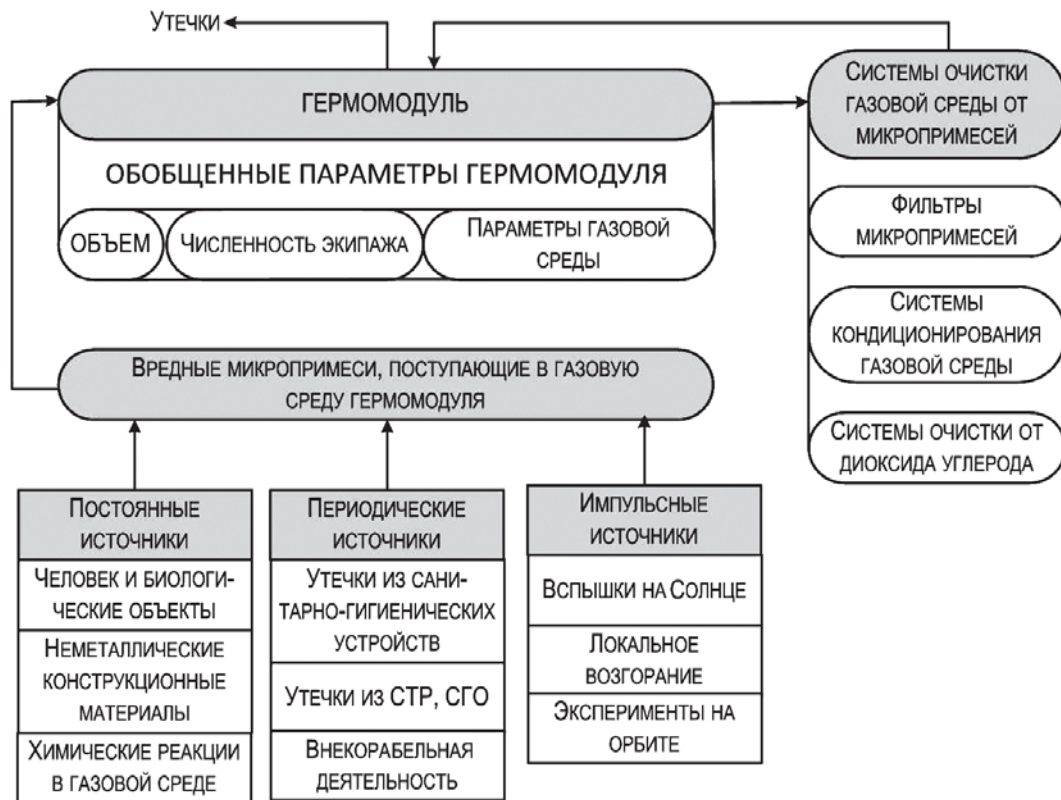 Утечки
Гермомодуль
ОБОБЩЕННЫЕ ПАРАМЕТРЫ ГЕРМОМОДУЛЯ
Объем
Численность экипажа
Параметры газовой
среды
Системы очистки
газовой среды от
микропримесей
Фильтры
микропримесей
Системы
кондиционирования
газовой среды
Системы очистки от
диоксида углерода
Вредные микропримеси, поступающие в газовую
среду гермомодуля
Постоянные
источники
Человек и биологи-
ческие объекты
Неметаллические
конструкционные
материалы
Химические реакции
в газовой среде
Периодические
источники
Утечки из сани-
тарно-гигиенических
устройств
Утечки из СТР, СГО
Внекорабельная
деятельность
Импульсные
источники
Вспышки на Солнце
Локальное
возгорание
Эксперименты на
орбите